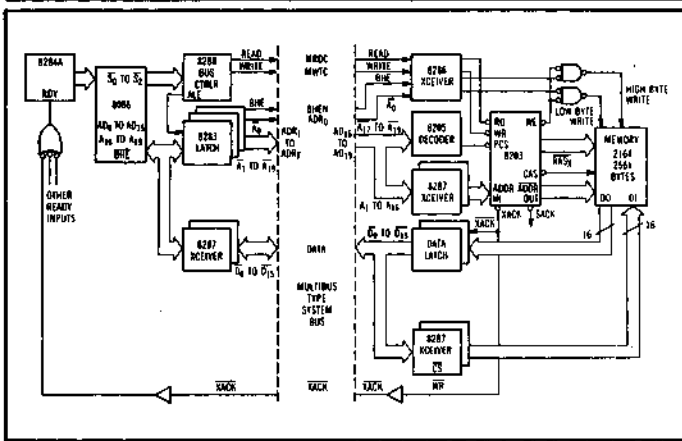 8284A
RDY
OTHER
READY
INPUTS
S0 TO S2
8086
AD0 TO AD15
A16 TO A19
BHE
8288
BUS
CTRLR
ALE
READ
WRITE
8283
LATCH
BHE
A0
A1 TO A19
8287
XCEIVER
D0 TO D15
XACK
MRDC
MWTC
BHEN
ADR0
ADR1
TO
ADRF
AD16
TO
AD19
DATA
MULTIBUS
TYPE
SYSTEM
BUS
XACK
READ
WRITE
BHE
A0
A17 TO A19
A1 TO A16
8286
XCEIVER
8205
DECODER
8287
XCEIVER
D0 TO D15
DATA
LATCH
8287
XCEIVER
CS
XACK
WR
RD
WR
PCS
WE
8203
ADDR
IN
ADDR
OUT
CAS
XACK
SACK
XACK
HIGH BYTE
WRITE
LOW BYTE
WRITE
MEMORY
2164
256k
BYTES
DO
DI
16
16